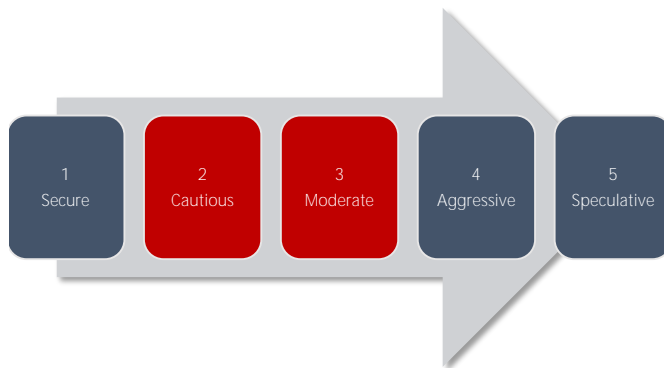 1
Secure
2
Cautious
3
Moderate
4
Aggressive
5
Speculative